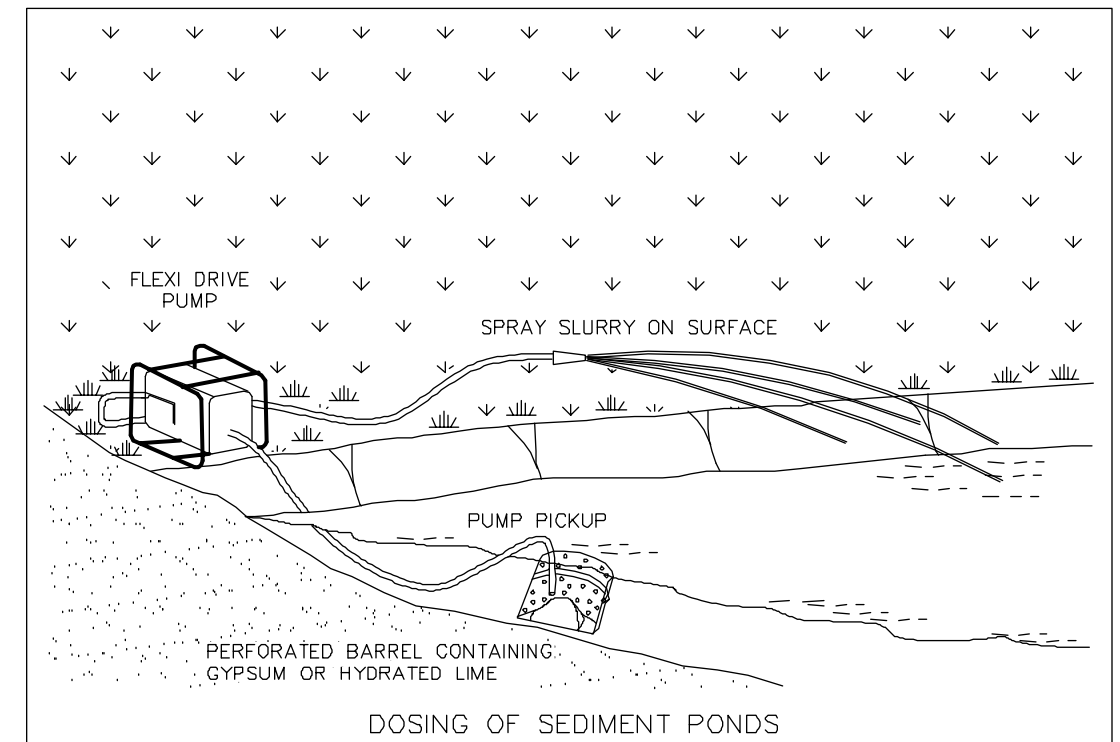 FLEXI DRIVE
PUMP
SPRAY SLURRY ON SURFACE
PUMP PICKUP
PERFORATED BARREL CONTAINING
GYPSUM OR HYDRATED LIME
DOSING OF SEDIMENT PONDS